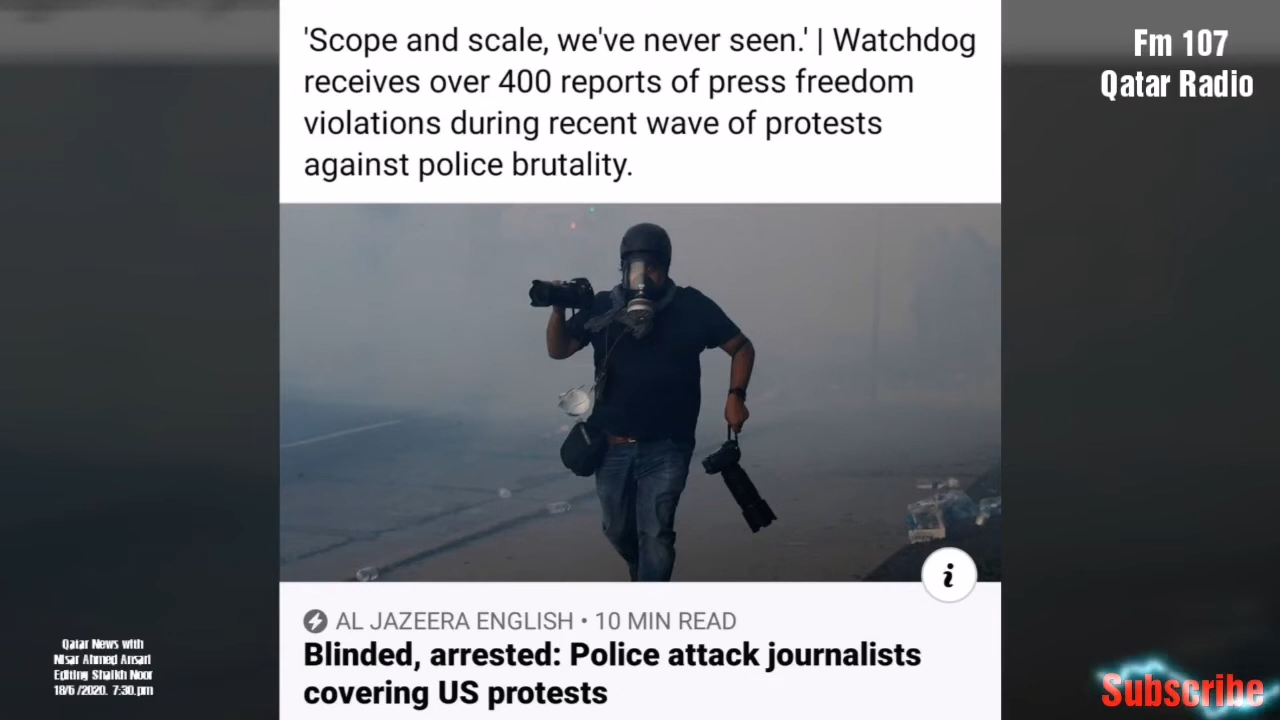 'Scope and scale, we've never seen.' | Watchdog
receives over 400 reports of press freedom
violations during recent wave of protests
against police brutality.
Fm 107
Qatar Radio
i
AL JAZEERA ENGLISH • 10 MIN READ
Blinded, arrested: Police attack journalists
covering US protests
Qatar News with
Nisar Ahmed Ansari
Editing Shaikh Noor
18/6 /2020. 7:30.pm
Subscribe